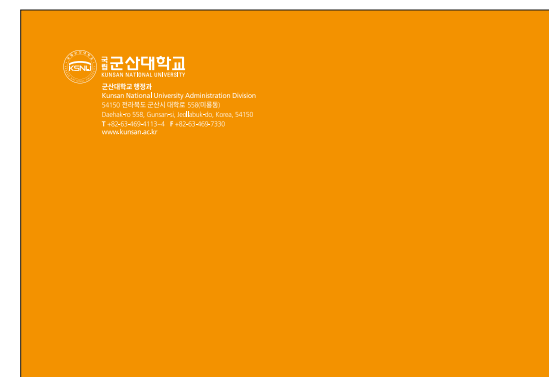 KSNU
국립 군산대학교
KUNSAN NATIONAL UNIVERSITY
군산대학교 행정과
Kunsan National University Administration Division
54150 전라북도 군산시 대학로 558(미룡동)
Daehak-ro 558, Gunsan-si, Jeollabuk-do, Korea, 54150
T +82-63-469-4113~4 F +82-63-469-7330
www.kunsan.ac.kr